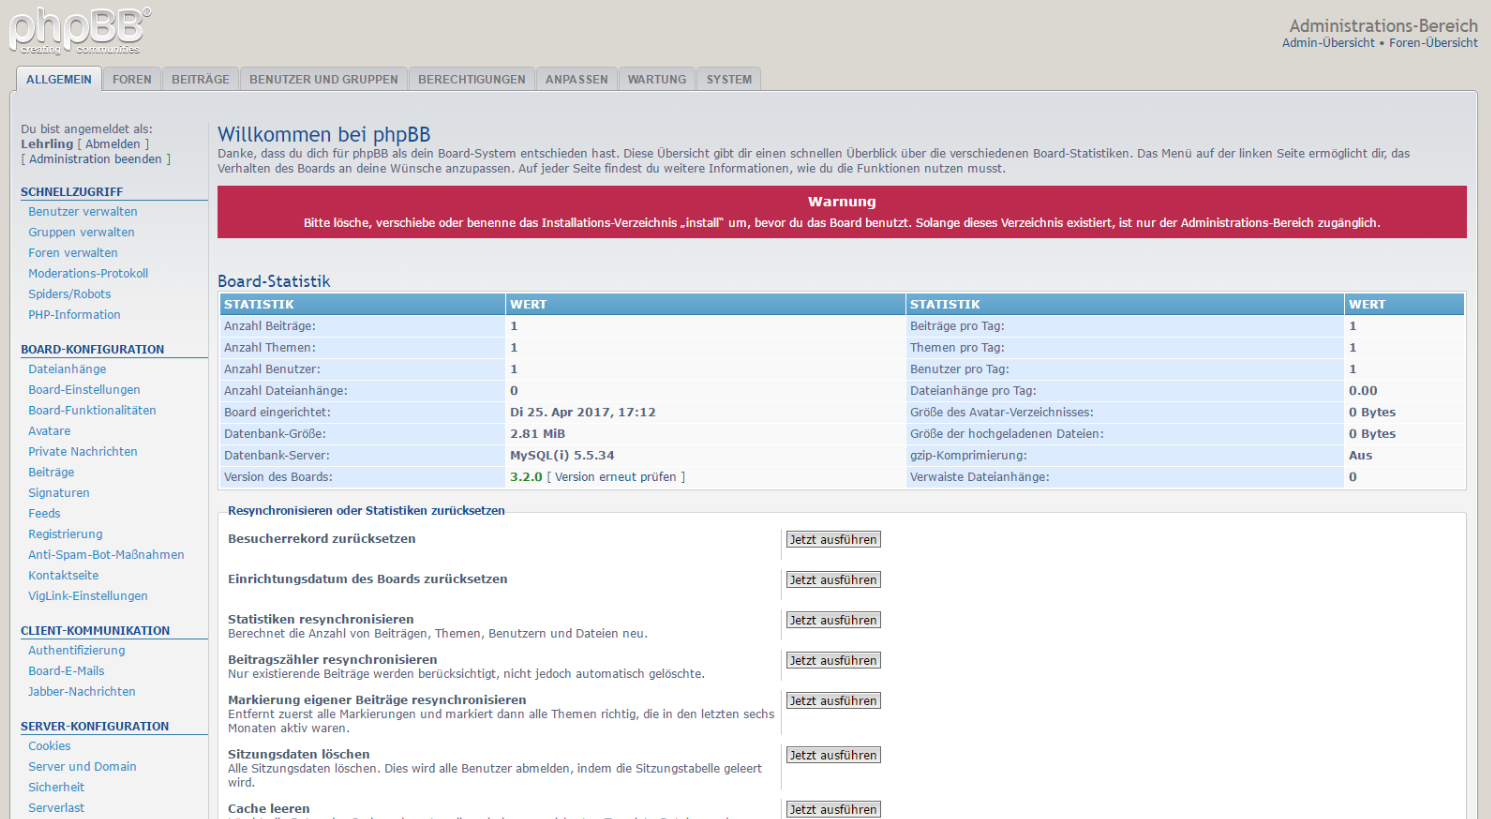 phpBB®
creating communities
Administrations-Bereich
Admin-Übersicht • Foren-Übersicht
ALLGEMEIN FOREN BEITRÄGE BENUTZER UND GRUPPEN BERECHTIGUNGEN ANPASSEN WARTUNG SYSTEM
Du bist angemeldet als:
Lehrling [ Abmelden ]
[ Administration beenden ]
SCHNELLZUGRIFF
Benutzer verwalten
Gruppen verwalten
Foren verwalten
Moderations-Protokoll
Spiders/Robots
PHP-Information
BOARD-KONFIGURATION
Dateianhänge
Board-Einstellungen
Board-Funktionalitäten
Avatare
Private Nachrichten
Beiträge
Signaturen
Feeds
Registrierung
Anti-Spam-Bot-Maßnahmen
Kontaktseite
VigLink-Einstellungen
CLIENT-KOMMUNIKATION
Authentifizierung
Board-E-Mails
Jabber-Nachrichten
SERVER-KONFIGURATION
Cookies
Server und Domain
Sicherheit
Serverlast
Willkommen bei phpBB
Danke, dass du dich für phpBB als dein Board-System entschieden hast. Diese Übersicht gibt dir einen schnellen Überblick über die verschiedenen Board-Statistiken. Das Menü auf der linken Seite ermöglicht dir, das
Verhalten des Boards an deine Wünsche anzupassen. Auf jeder Seite findest du weitere Informationen, wie du die Funktionen nutzen musst.
Warnung
Bitte lösche, verschiebe oder benenne das Installations-Verzeichnis „install“ um, bevor du das Board benutzt. Solange dieses Verzeichnis existiert, ist nur der Administrations-Bereich zugänglich.
Board-Statistik
STATISTIK WERT STATISTIK WERT
Anzahl Beiträge: 1 Beiträge pro Tag: 1
Anzahl Themen: 1 Themen pro Tag: 1
Anzahl Benutzer: 1 Benutzer pro Tag: 1
Anzahl Dateianhänge: 0 Dateianhänge pro Tag: 0.00
Board eingerichtet: Di 25. Apr 2017, 17:12 Größe des Avatar-Verzeichnisses: 0 Bytes
Datenbank-Größe: 2.81 MiB Größe der hochgeladenen Dateien: 0 Bytes
Datenbank-Server: MySQL(i) 5.5.34 gzip-Komprimierung: Aus
Version des Boards: 3.2.0 [ Version erneut prüfen ] Verwaiste Dateianhänge: 0
Resynchronisieren oder Statistiken zurücksetzen
Besucherrekord zurücksetzen Jetzt ausführen
Einrichtungsdatum des Boards zurücksetzen Jetzt ausführen
Statistiken resynchronisieren Jetzt ausführen
Berechnet die Anzahl von Beiträgen, Themen, Benutzern und Dateien neu.
Beitragszähler resynchronisieren Jetzt ausführen
Nur existierende Beiträge werden berücksichtigt, nicht jedoch automatisch gelöschte.
Markierung eigener Beiträge resynchronisieren Jetzt ausführen
Entfernt zuerst alle Markierungen und markiert dann alle Themen richtig, die in den letzten sechs
Monaten aktiv waren.
Sitzungsdaten löschen Jetzt ausführen
Alle Sitzungsdaten löschen. Dies wird alle Benutzer abmelden, indem die Sitzungstabelle geleert
wird.
Cache leeren Jetzt ausführen